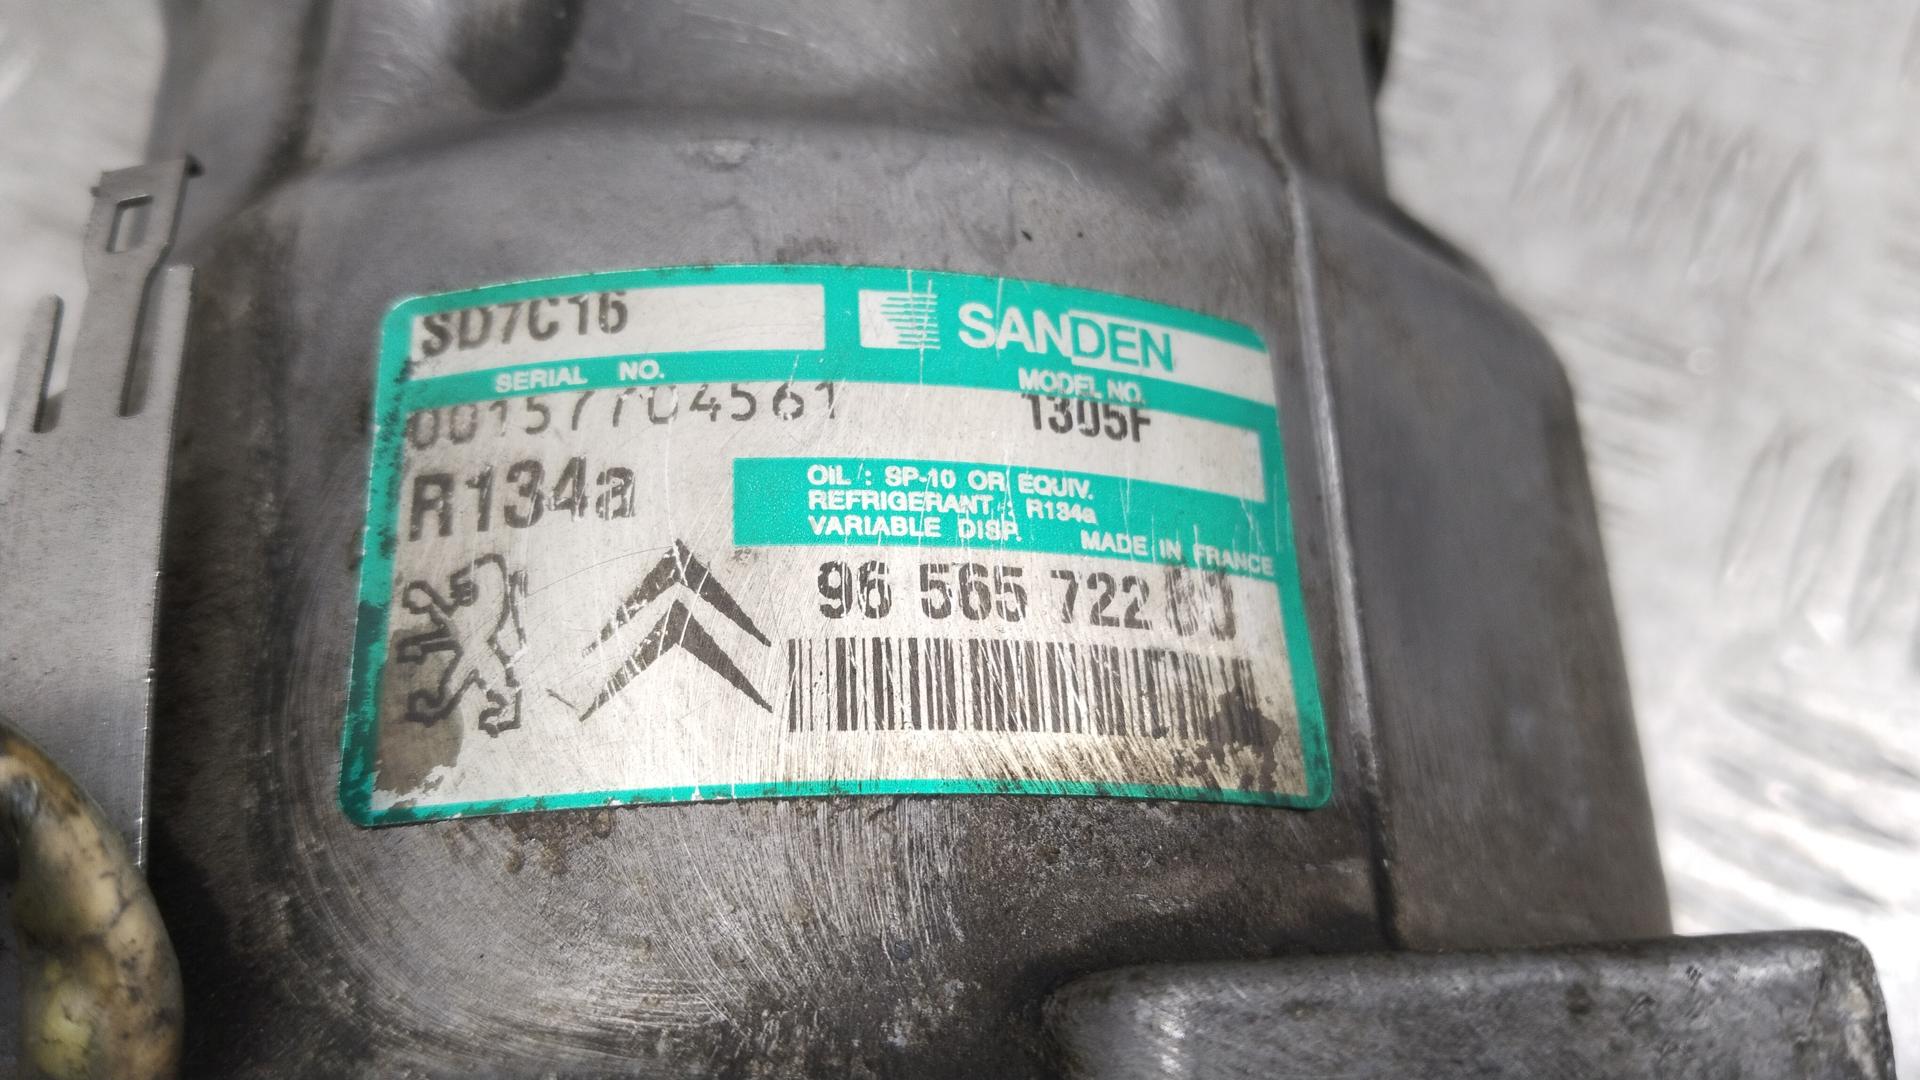 SD7C16
SANDEN
SERIAL NO.
MODEL NO.
001577704561
1305F
R134a
OIL : SP-10 OR EQUIV.
REFRIGERANT : R134a
VARIABLE DISP.
MADE IN FRANCE
96 565 722